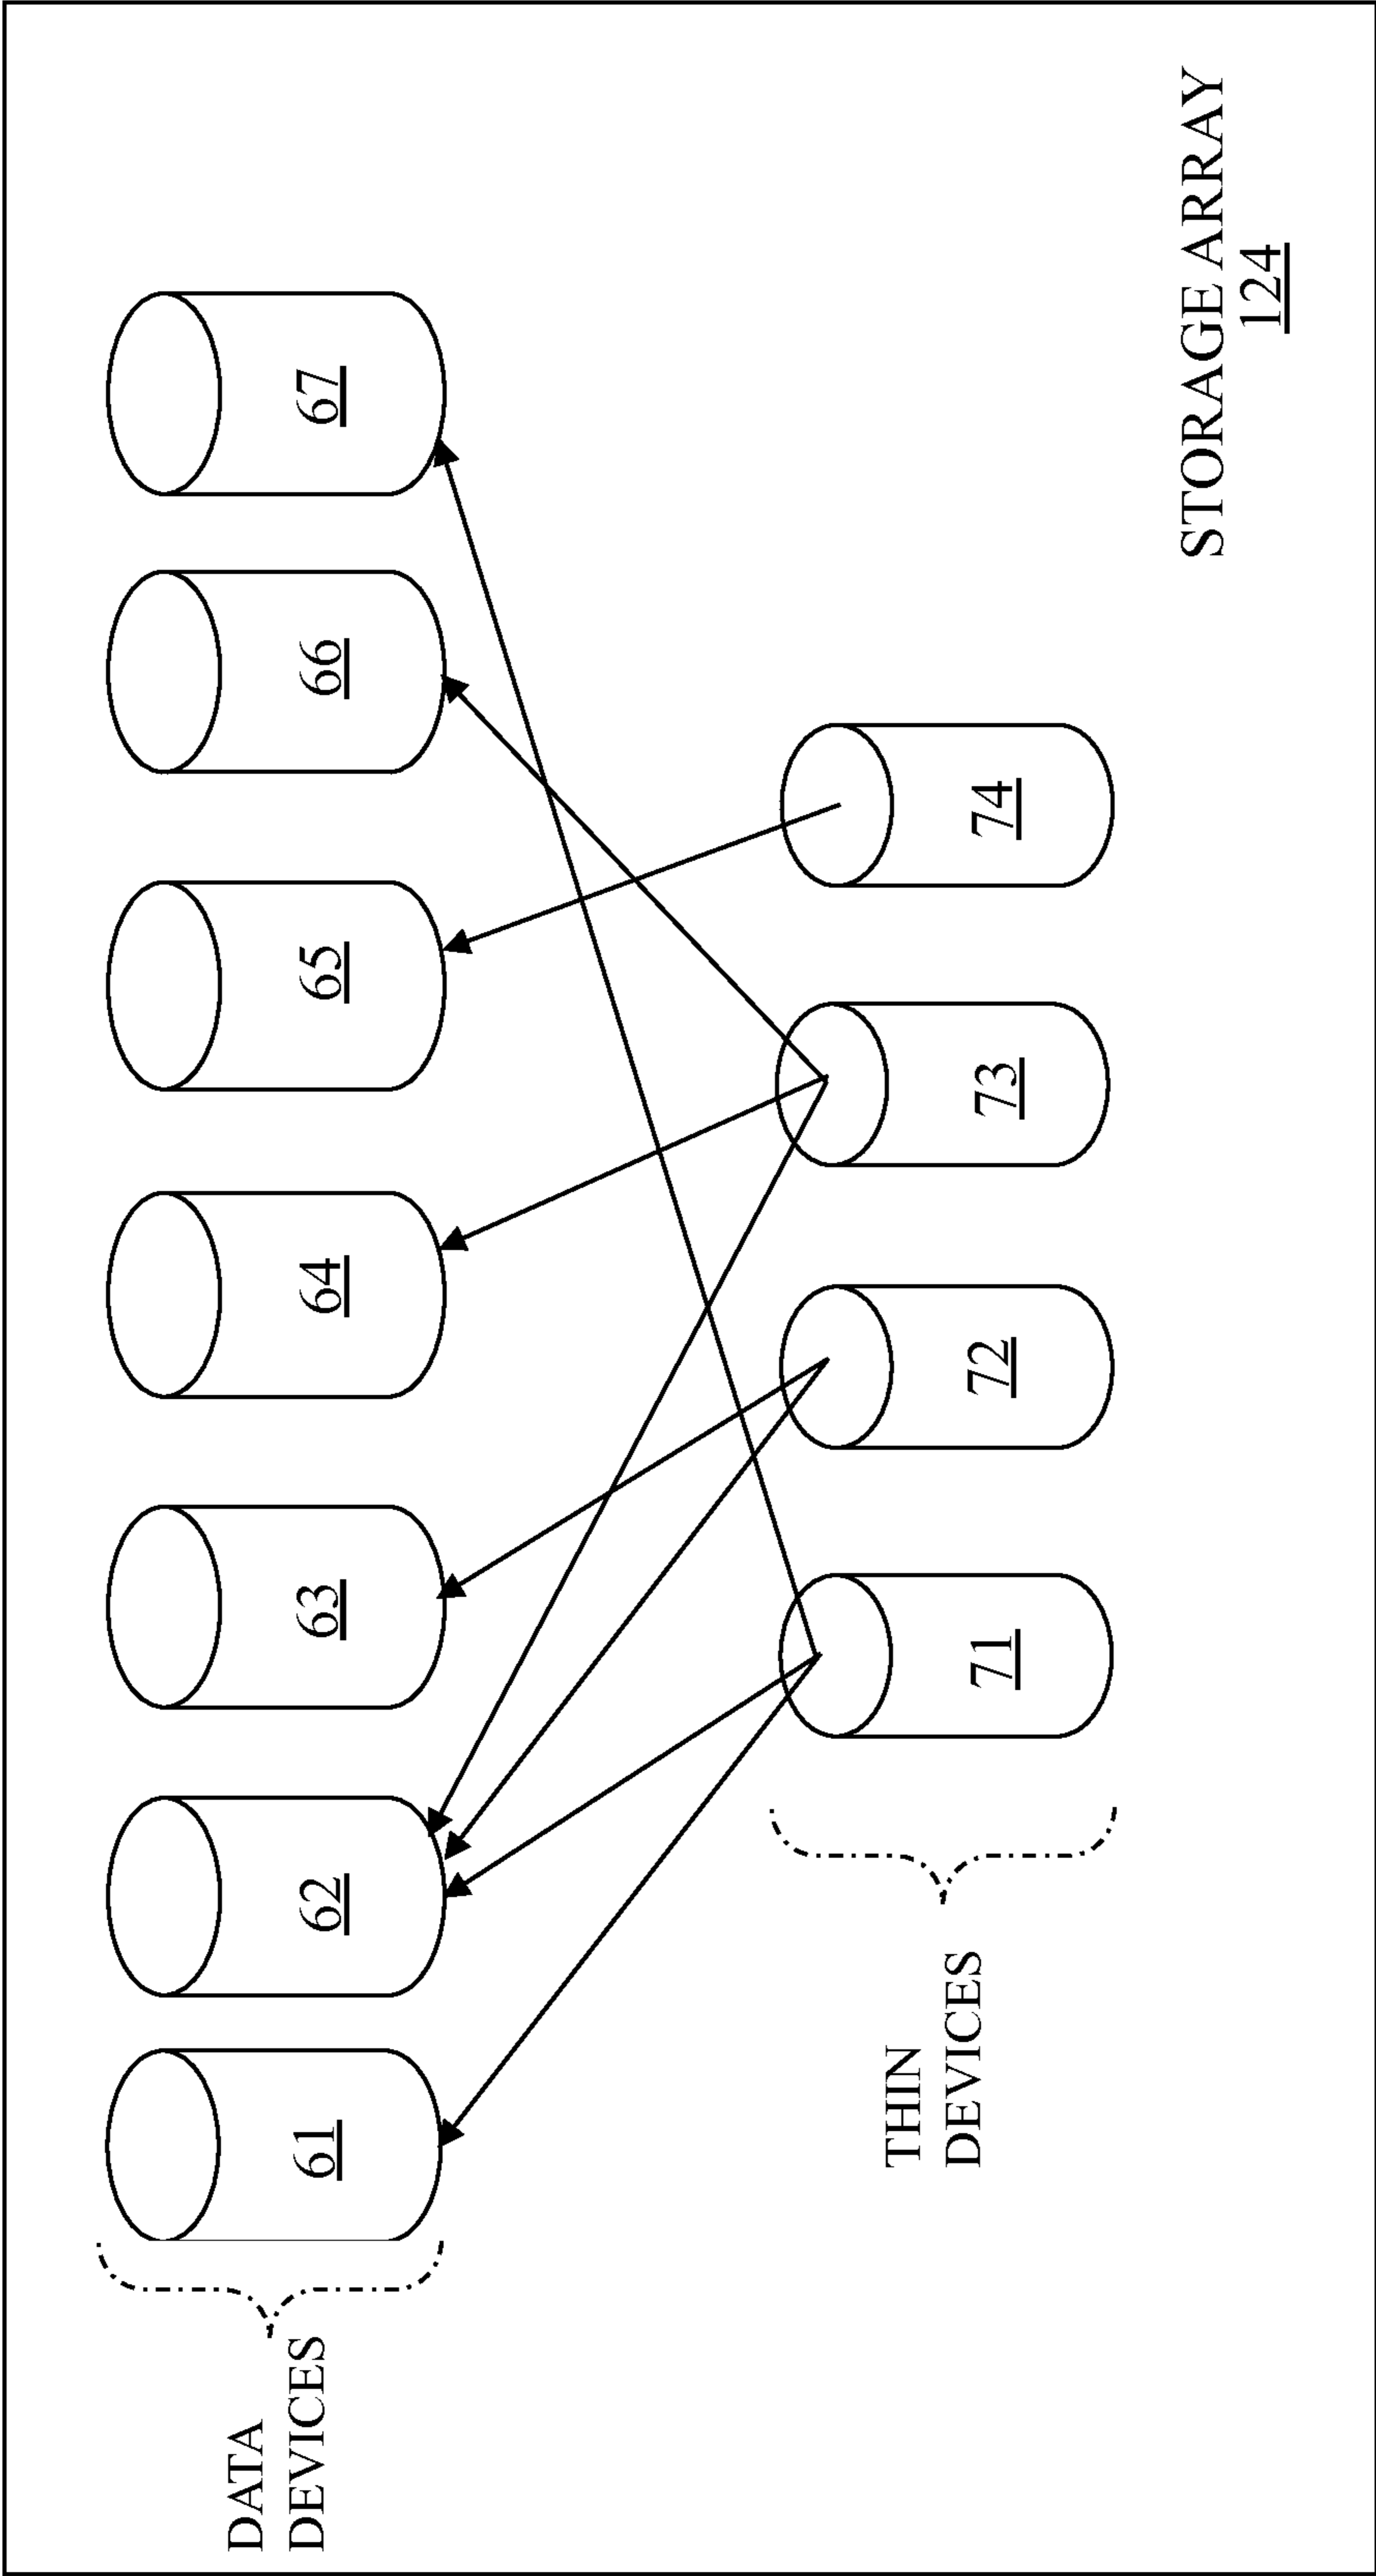 DATA
DEVICES
61
62
63
64
65
66
67
THIN
DEVICES
71
72
73
74
STORAGE ARRAY
124